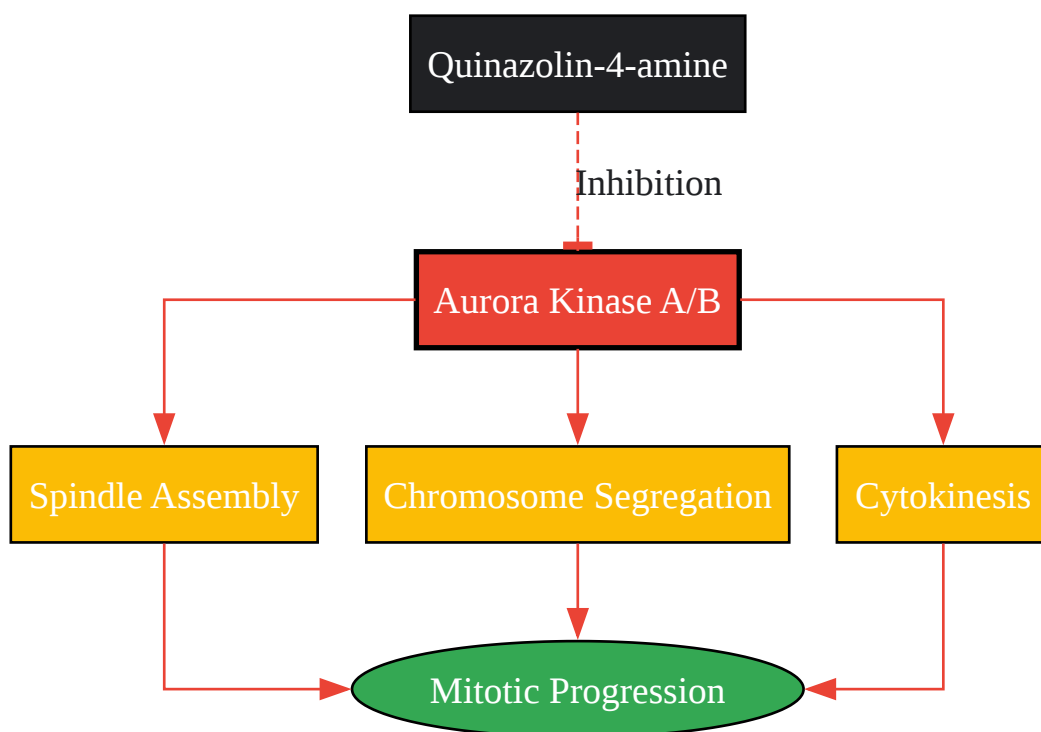 Quinazolin-4-amine
Inhibition
Aurora Kinase A/B
Spindle Assembly
Chromosome Segregation
Cytokinesis
Mitotic Progression